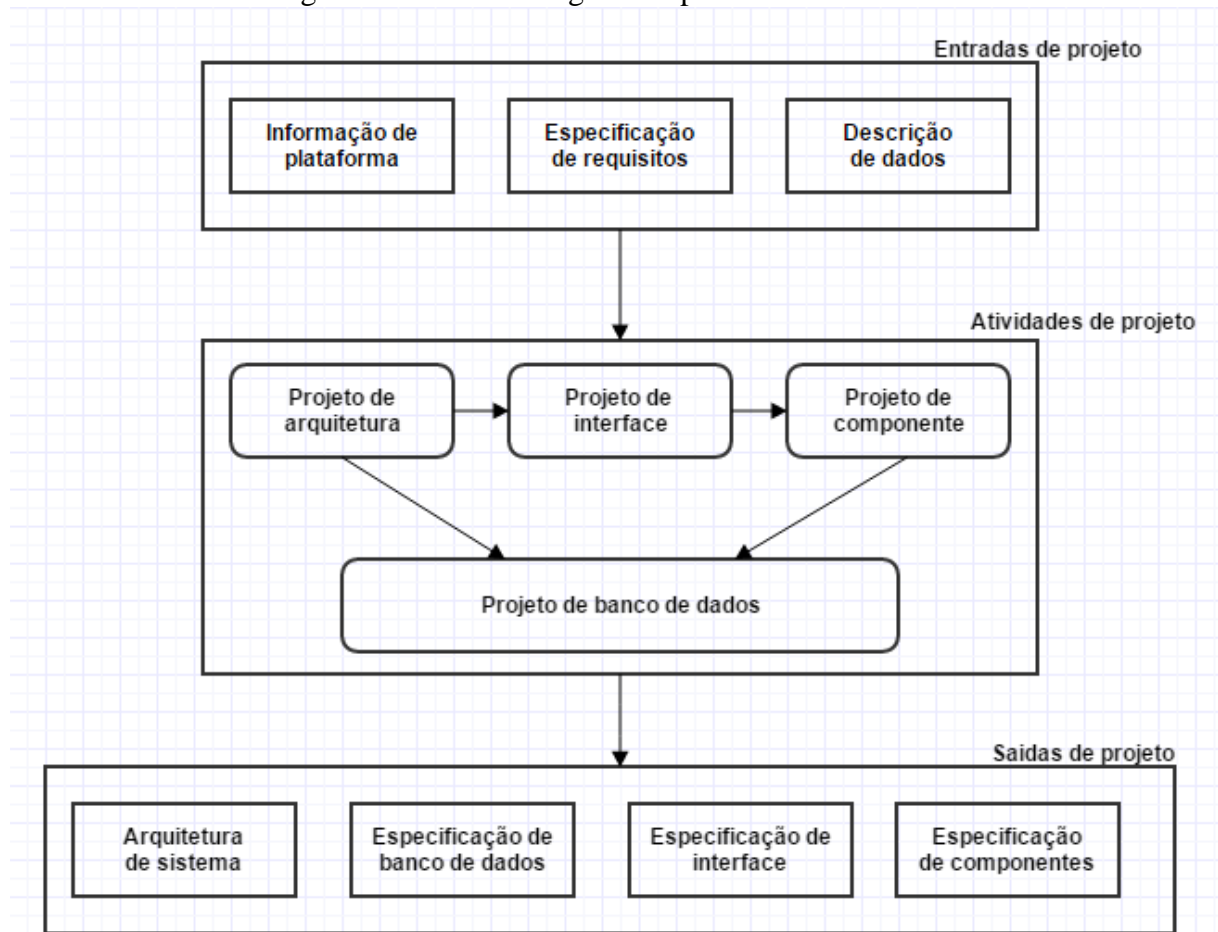 Entradas de projeto
Informação de
plataforma
Especificação
de requisitos
Descrição
de dados
Atividades de projeto
Projeto de
arquitetura
Projeto de
interface
Projeto de
componente
Projeto de banco de dados
Saidas de projeto
Arquitetura
de sistema
Especificação de
banco de dados
Especificação de
interface
Especificação
de componentes